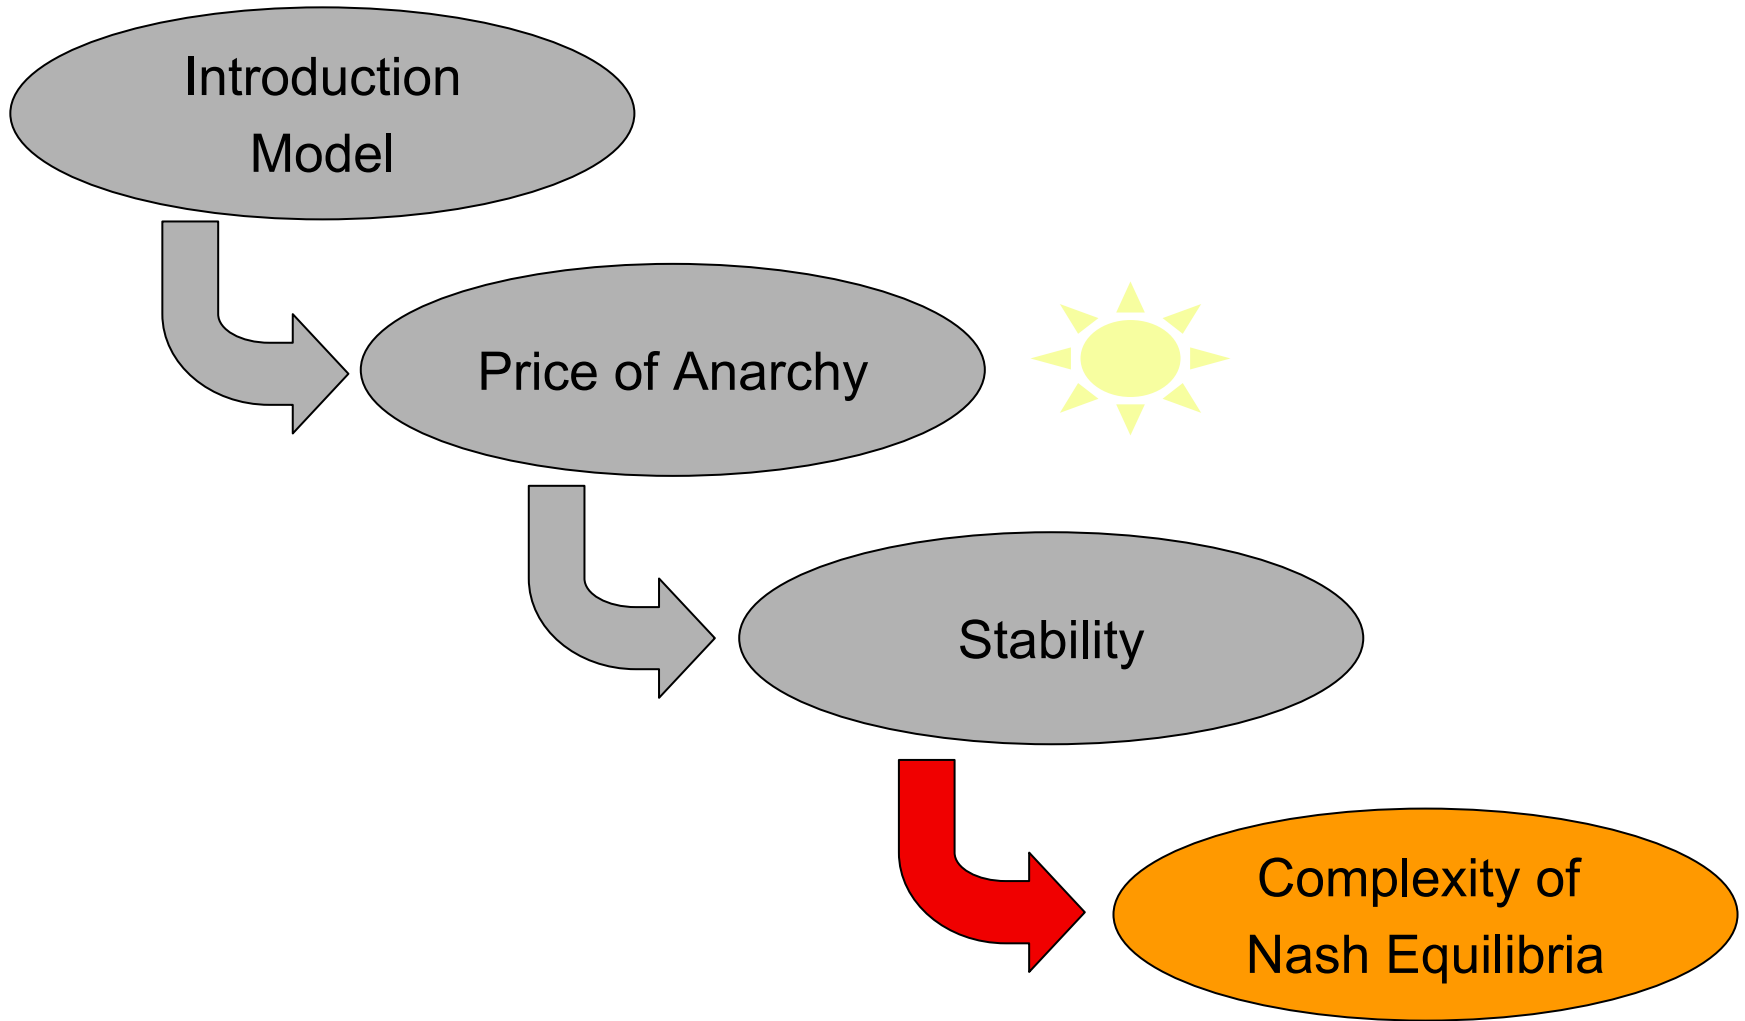 Introduction
Model
Price of Anarchy
Stability
Complexity of
Nash Equilibria